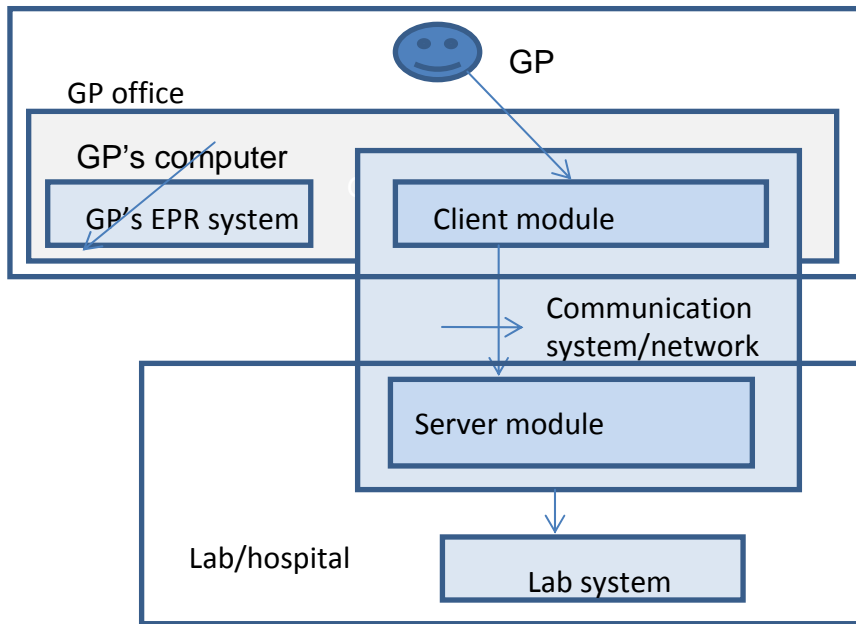 GP
GP office
GP's computer
GP's EPR system
Client module
Communication
system/network
Server module
Lab/hospital
Lab system